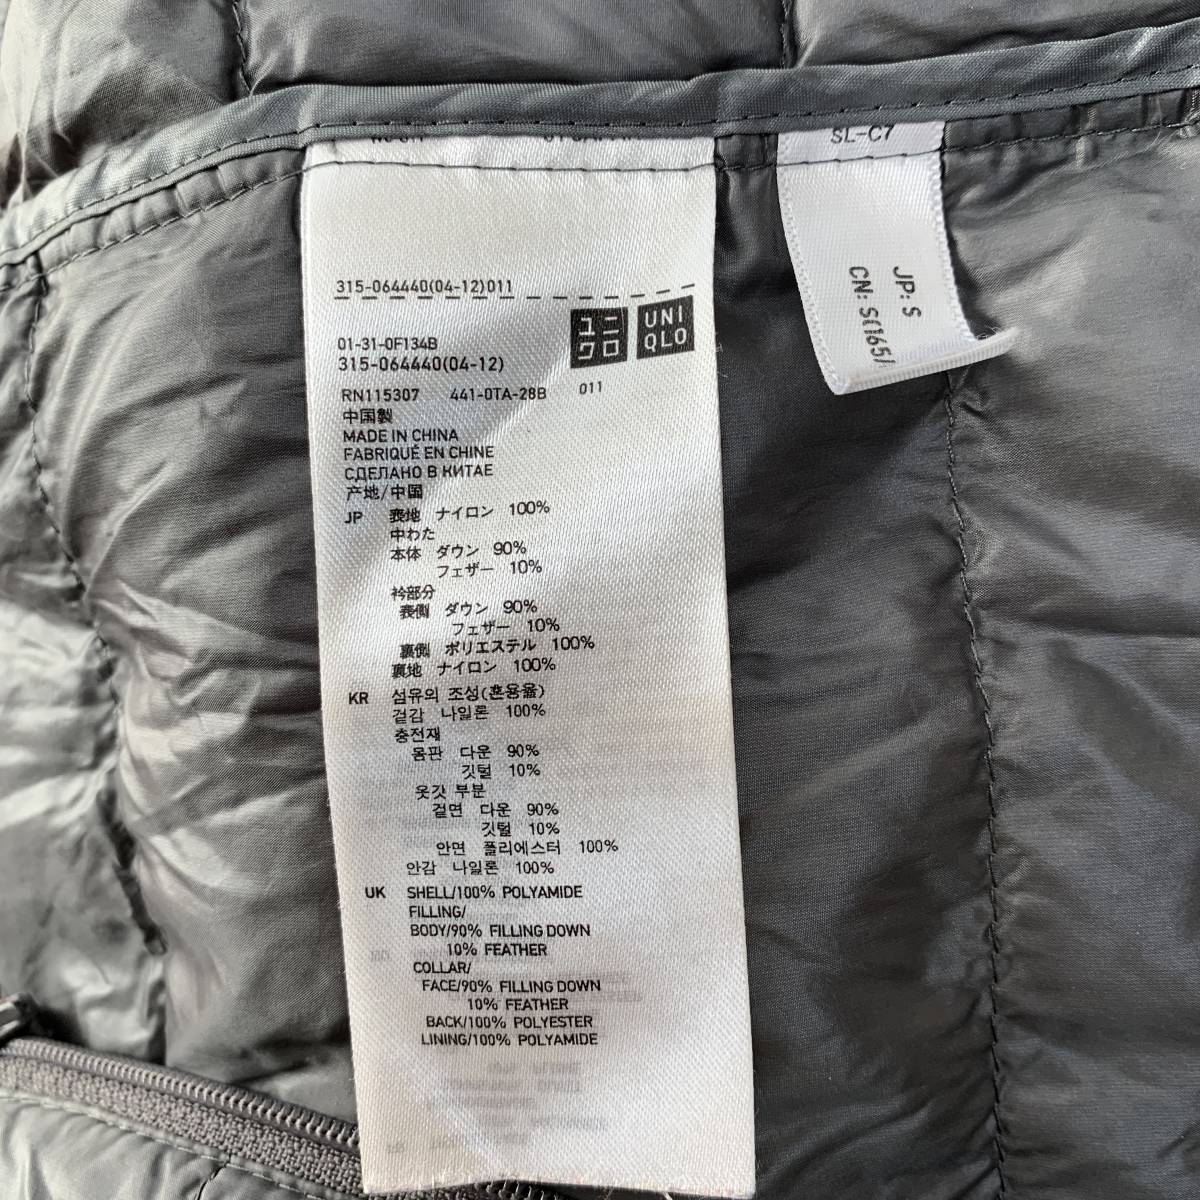 SL-C7
315-064440(04-12)011
ユニクロ
UNIQLO
01-31-0F134B
315-064440(04-12)
RN115307 441-0TA-28B 011
中国製
MADE IN CHINA
FABRIQUÉ EN CHINE
СДЕЛАНО В КИТАЕ
产地/中国
JP 表地 ナイロン 100%
中わた
本体 ダウン 90%
フェザー 10%
衿部分
表側 ダウン 90%
フェザー 10%
裏側 ポリエステル 100%
裏地 ナイロン 100%
KR 섬유의 조성(혼용율)
겉감 나일론 100%
충전재
몸판 다운 90%
깃털 10%
옷깃 부분
겉면 다운 90%
깃털 10%
안면 폴리에스터 100%
안감 나일론 100%
UK SHELL/100% POLYAMIDE
FILLING/
BODY/90% FILLING DOWN
10% FEATHER
COLLAR/
FACE/90% FILLING DOWN
10% FEATHER
BACK/100% POLYESTER
LINING/100% POLYAMIDE
JP: S
CN: S(165/